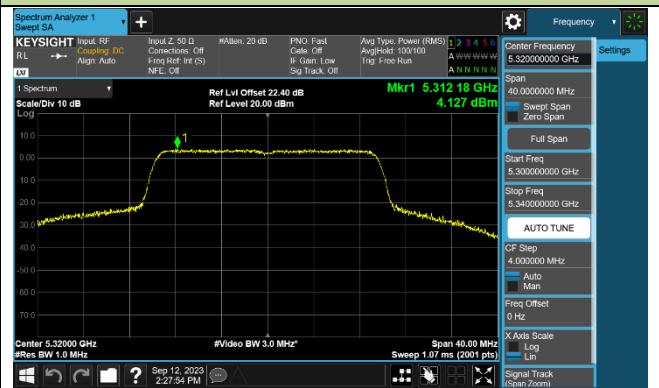 Spectrum Analyzer 1
Swept SA
+
Frequency
KEYSIGHT
RL
LXI
Input: RF
Coupling: DC
Align: Auto
Input Z: 50 Ω
Corrections: Off
Freq Ref: Int (S)
NFE: Off
#Atten: 20 dB
PNO: Fast
Gate: Off
IF Gain: Low
Sig Track: Off
Avg Type: Power (RMS)
Avg|Hold: 100/100
Trig: Free Run
1 2 3 4 5 6
A W W W W W
A N N N N N
1 Spectrum
Scale/Div 10 dB
Log
Ref Lvl Offset 22.40 dB
Ref Level 20.00 dBm
Mkr1 5.312 18 GHz
4.127 dBm
1
10.0
0.00
-10.0
-20.0
-30.0
-40.0
-50.0
-60.0
-70.0
Center 5.32000 GHz
#Res BW 1.0 MHz
#Video BW 3.0 MHz*
Span 40.00 MHz
Sweep 1.07 ms (2001 pts)
Center Frequency
5.320000000 GHz
Span
40.0000000 MHz
Swept Span
Zero Span
Full Span
Start Freq
5.300000000 GHz
Stop Freq
5.340000000 GHz
AUTO TUNE
CF Step
4.000000 MHz
Auto
Man
Freq Offset
0 Hz
X Axis Scale
Log
Lin
Signal Track
(Span Zoom)
Settings
?
Sep 12, 2023
2:27:54 PM